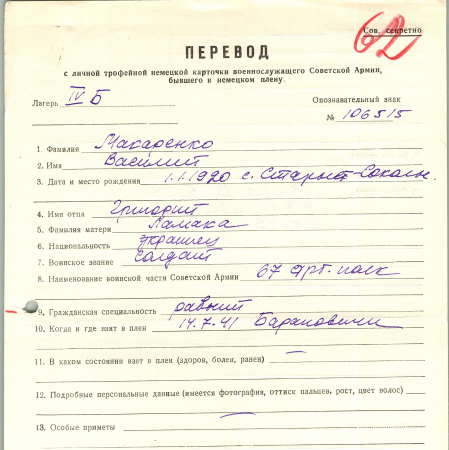 62
Сов. секретно
ПЕРЕВОД
с личной трофейной немецкой карточки военнослужащего Советской Армии,
бывшего в немецком плену.
Лагерь IV Б
Опознавательный знак
№ 106515
1. Фамилия Макаренко
2. Имя Василий
3. Дата и место рождения 1.1.1920 с. Старый-Соколы.
4. Имя отца Григорий
5. Фамилия матери Ламака
6. Национальность украинец
7. Воинское звание Солдат
8. Наименование воинской части Советской Армии 67 арт. полк
9. Гражданская специальность
10. Когда и где взят в плен 14.7.41 Барановичи
11. В каком состоянии взят в плен (здоров, болен, ранен) —
12. Подробные персональные данные (имеется фотография, оттиск пальцев, рост, цвет волос)
—
13. Особые приметы